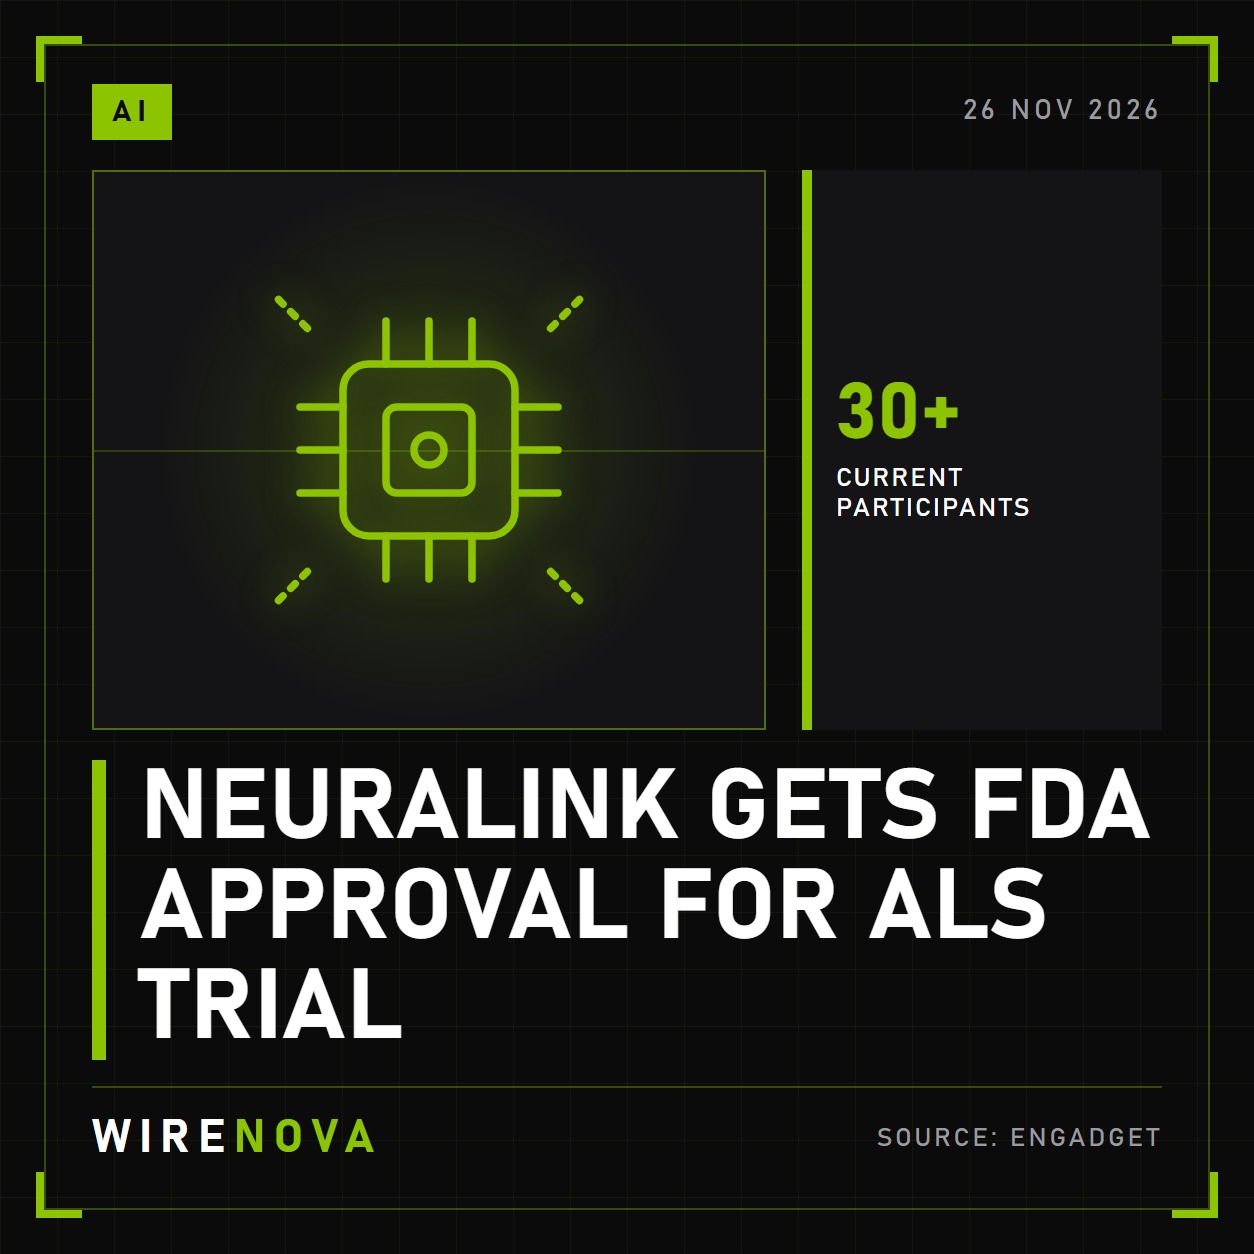 AI
26 NOV 2026
30+
CURRENT
PARTICIPANTS
NEURALINK GETS FDA
APPROVAL FOR ALS
TRIAL
WIRENOVA
SOURCE: ENGADGET